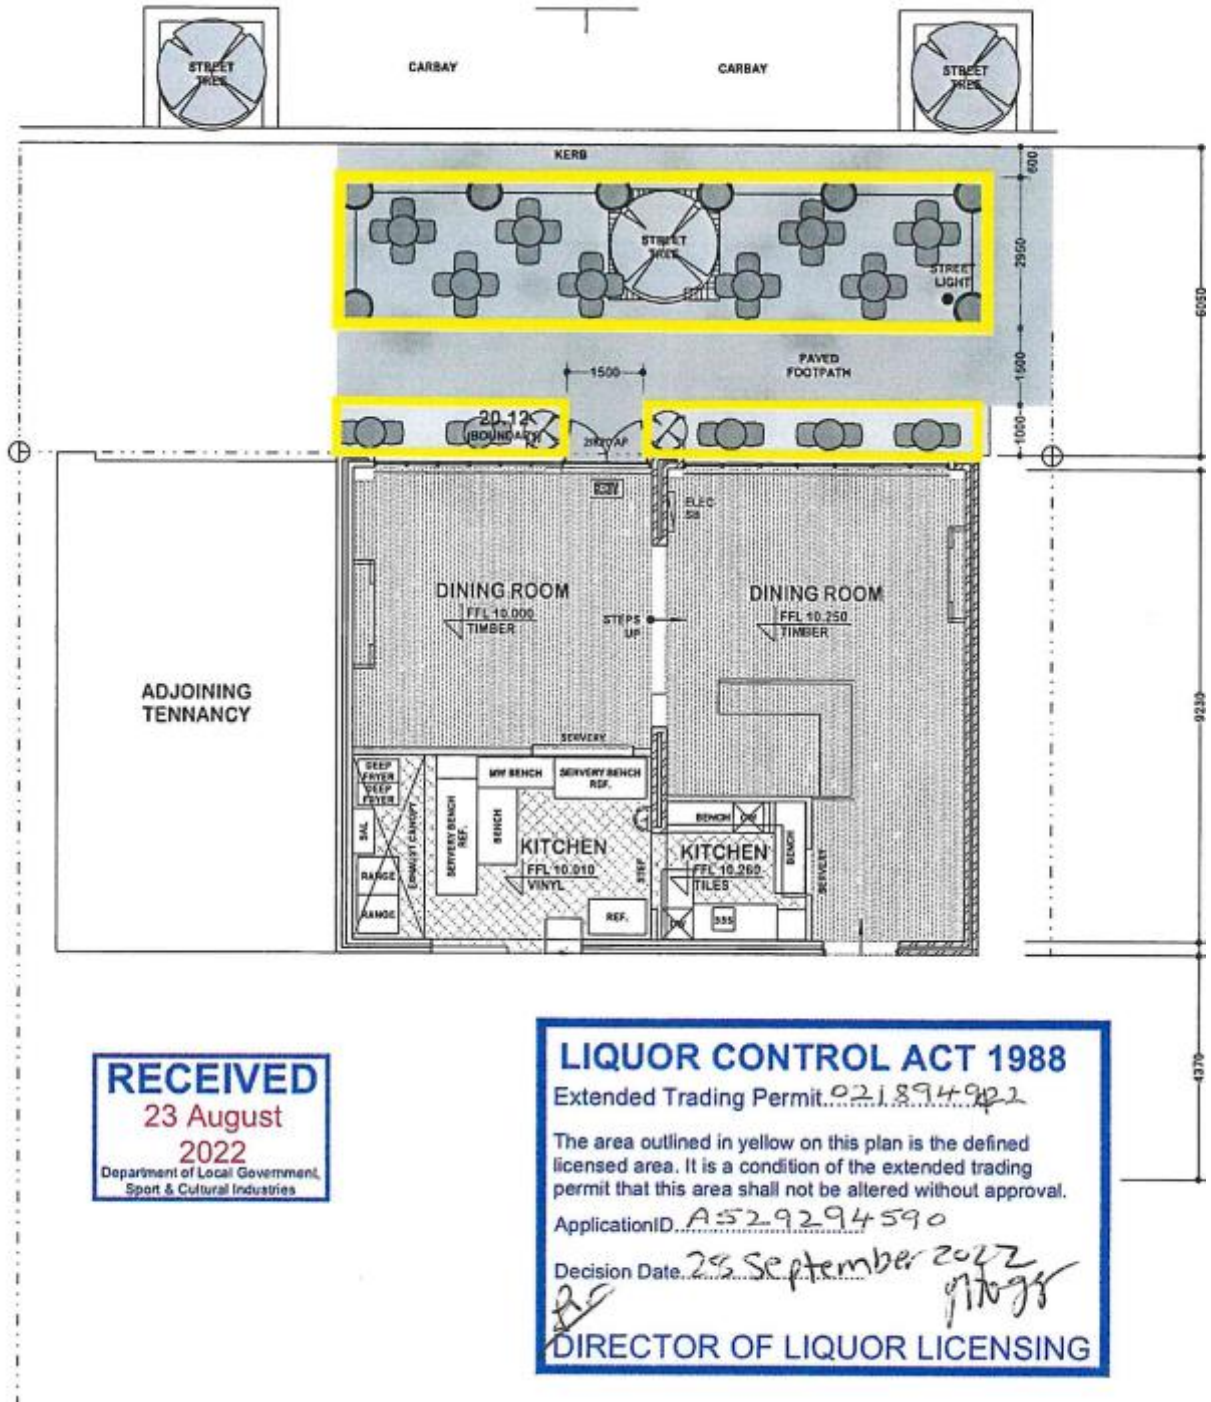 STREET
TREE
CARBAY
CARBAY
STREET
TREE
KERB
600
STREET
TREE
STREET
LIGHT
2950
6050
PAVED
FOOTPATH
1500
1500
20.12
(BOUNDARY)
1000
ELEC
SB
DINING ROOM
FFL 10.000
TIMBER
STEPS
UP
DINING ROOM
FFL 10.250
TIMBER
9230
ADJOINING
TENNANCY
SERVERY
DEEP
FRYER
DEEP
FRYER
MW BENCH
SERVERY BENCH
REF.
SERVERY BENCH
REF.
BENCH
EXHAUST CANOPY
BENCH
BENCH
SERVERY
KITCHEN
FFL 10.010
VINYL
STEP
KITCHEN
FFL 10.260
TILES
RANGE
RANGE
REF.
4370
RECEIVED
23 August
2022
Department of Local Government,
Sport & Cultural Industries
LIQUOR CONTROL ACT 1988
Extended Trading Permit
The area outlined in yellow on this plan is the defined
licensed area. It is a condition of the extended trading
permit that this area shall not be altered without approval.
ApplicationID A529294590
Decision Date September 2022
DIRECTOR OF LIQUOR LICENSING